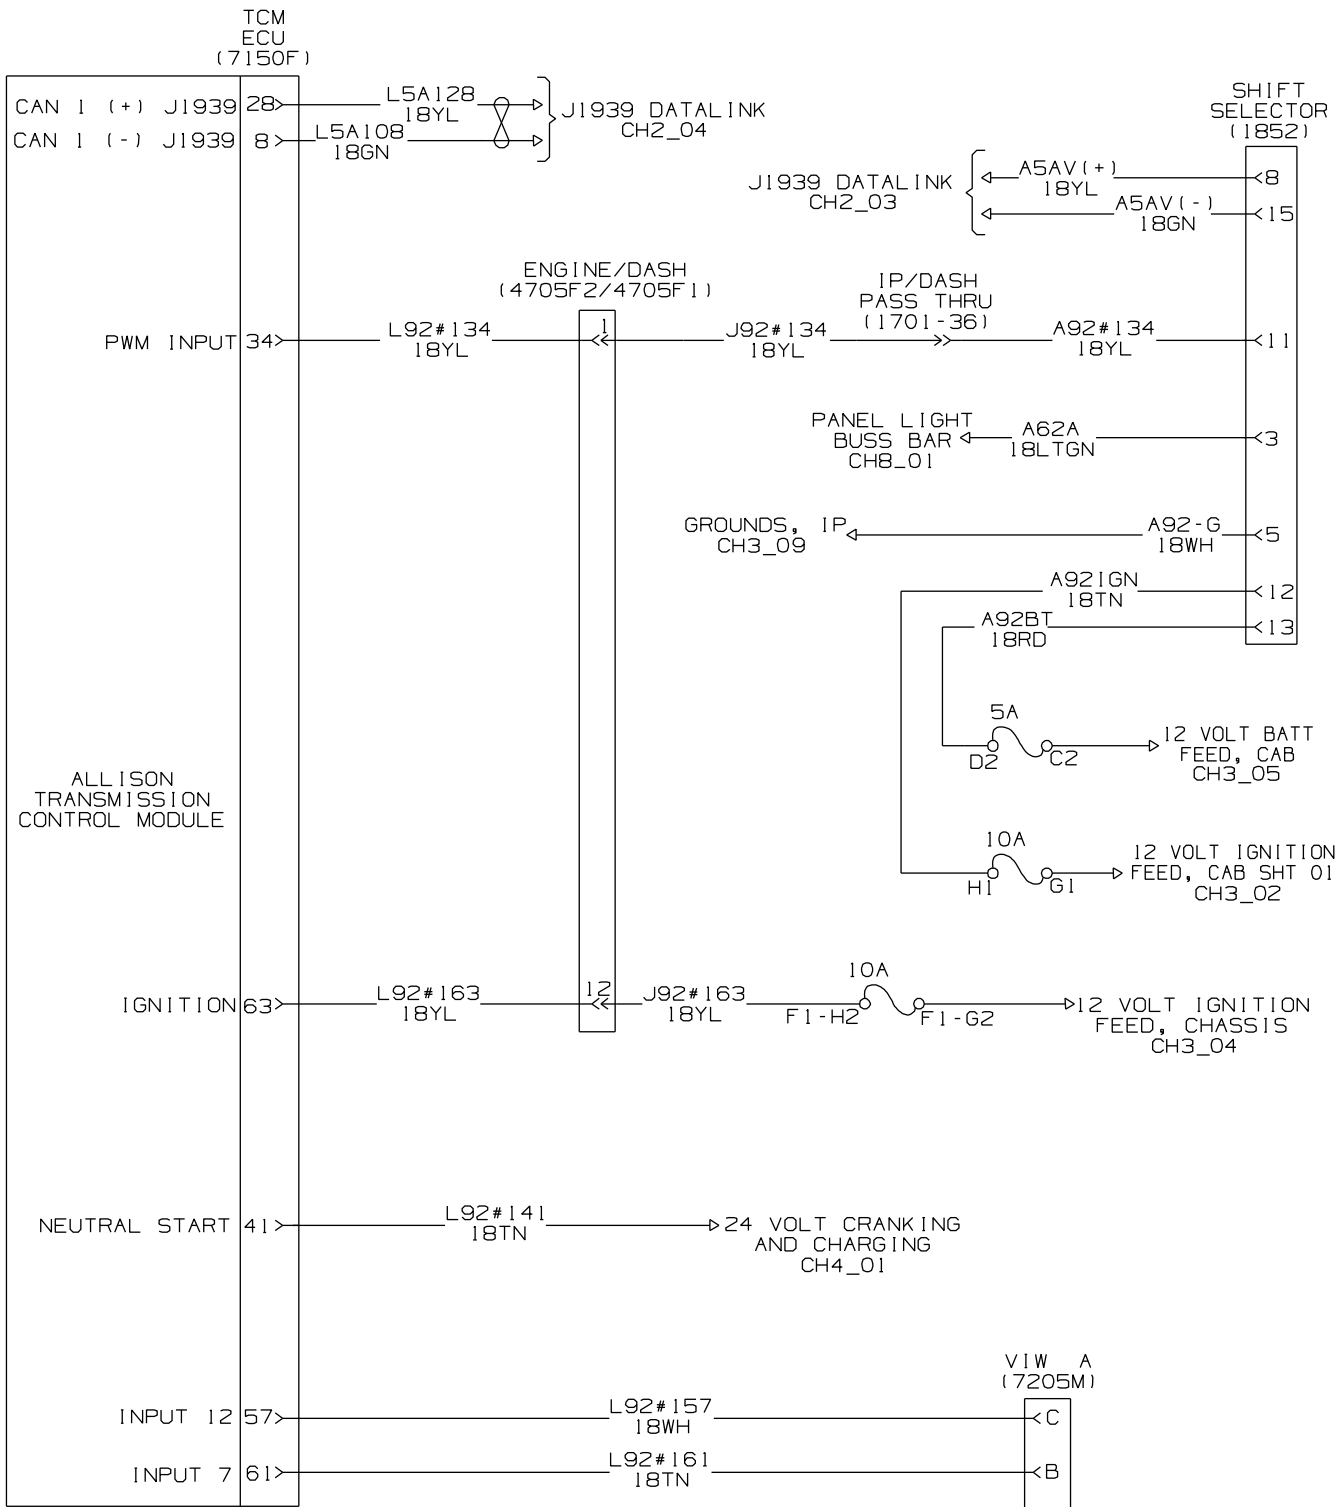 TCM
ECU
(7150F)
CAN 1 (+) J1939 28
L5A128
18YL
CAN 1 (-) J1939 8
L5A108
18GN
J1939 DATALINK
CH2_04
SHIFT
SELECTOR
(1852)
J1939 DATALINK
CH2_03
A5AV(+)
18YL
8
A5AV(-)
18GN
15
ENGINE/DASH
(4705F2/4705F1)
IP/DASH
PASS THRU
(1701-36)
PWM INPUT 34
L92#134
18YL
1
J92#134
18YL
A92#134
18YL
11
PANEL LIGHT
BUSS BAR
CH8_01
A62A
18LTGN
3
GROUNDS, IP
CH3_09
A92-G
18WH
5
A92IGN
18TN
12
A92BT
18RD
13
5A
D2
C2
12 VOLT BATT
FEED, CAB
CH3_05
ALLISON
TRANSMISSION
CONTROL MODULE
10A
H1
G1
12 VOLT IGNITION
FEED, CAB SHT 01
CH3_02
IGNITION 63
L92#163
18YL
12
J92#163
18YL
10A
F1-H2
F1-G2
12 VOLT IGNITION
FEED, CHASSIS
CH3_04
NEUTRAL START 41
L92#141
18TN
24 VOLT CRANKING
AND CHARGING
CH4_01
VIW A
(7205M)
INPUT 12 57
L92#157
18WH
C
INPUT 7 61
L92#161
18TN
B